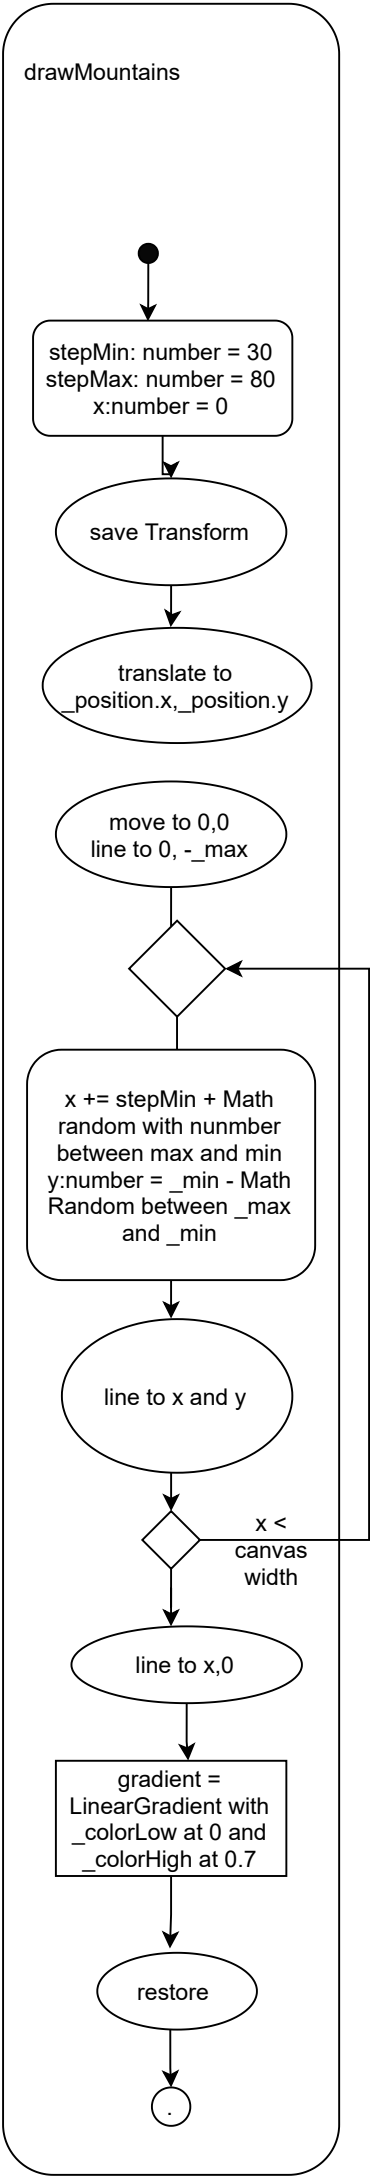 drawMountains
stepMin: number = 30
stepMax: number = 80
x:number = 0
save Transform
translate to
_position.x,_position.y
move to 0,0
line to 0, -_max
x += stepMin + Math
random with nunmber
between max and min
y:number = _min - Math
Random between _max
and _min
line to x and y
x <
canvas
width
line to x,0
gradient =
LinearGradient with
_colorLow at 0 and
_colorHigh at 0.7
restore
.